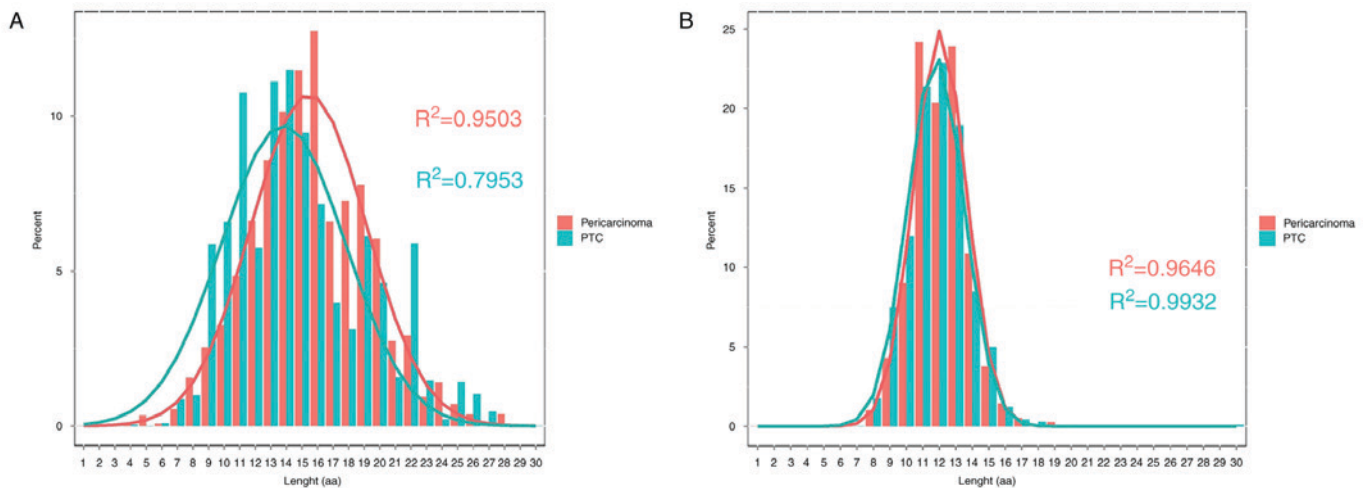 A
10
5
0
Percent
R²=0.9503
R²=0.7953
Pericarcinoma
PTC
1 2 3 4 5 6 7 8 9 10 11 12 13 14 15 16 17 18 19 20 21 22 23 24 25 26 27 28 29 30
Lenght (aa)
B
25
20
15
10
5
0
Percent
R²=0.9646
R²=0.9932
Pericarcinoma
PTC
1 2 3 4 5 6 7 8 9 10 11 12 13 14 15 16 17 18 19 20 21 22 23 24 25 26 27 28 29 30
Lenght (aa)